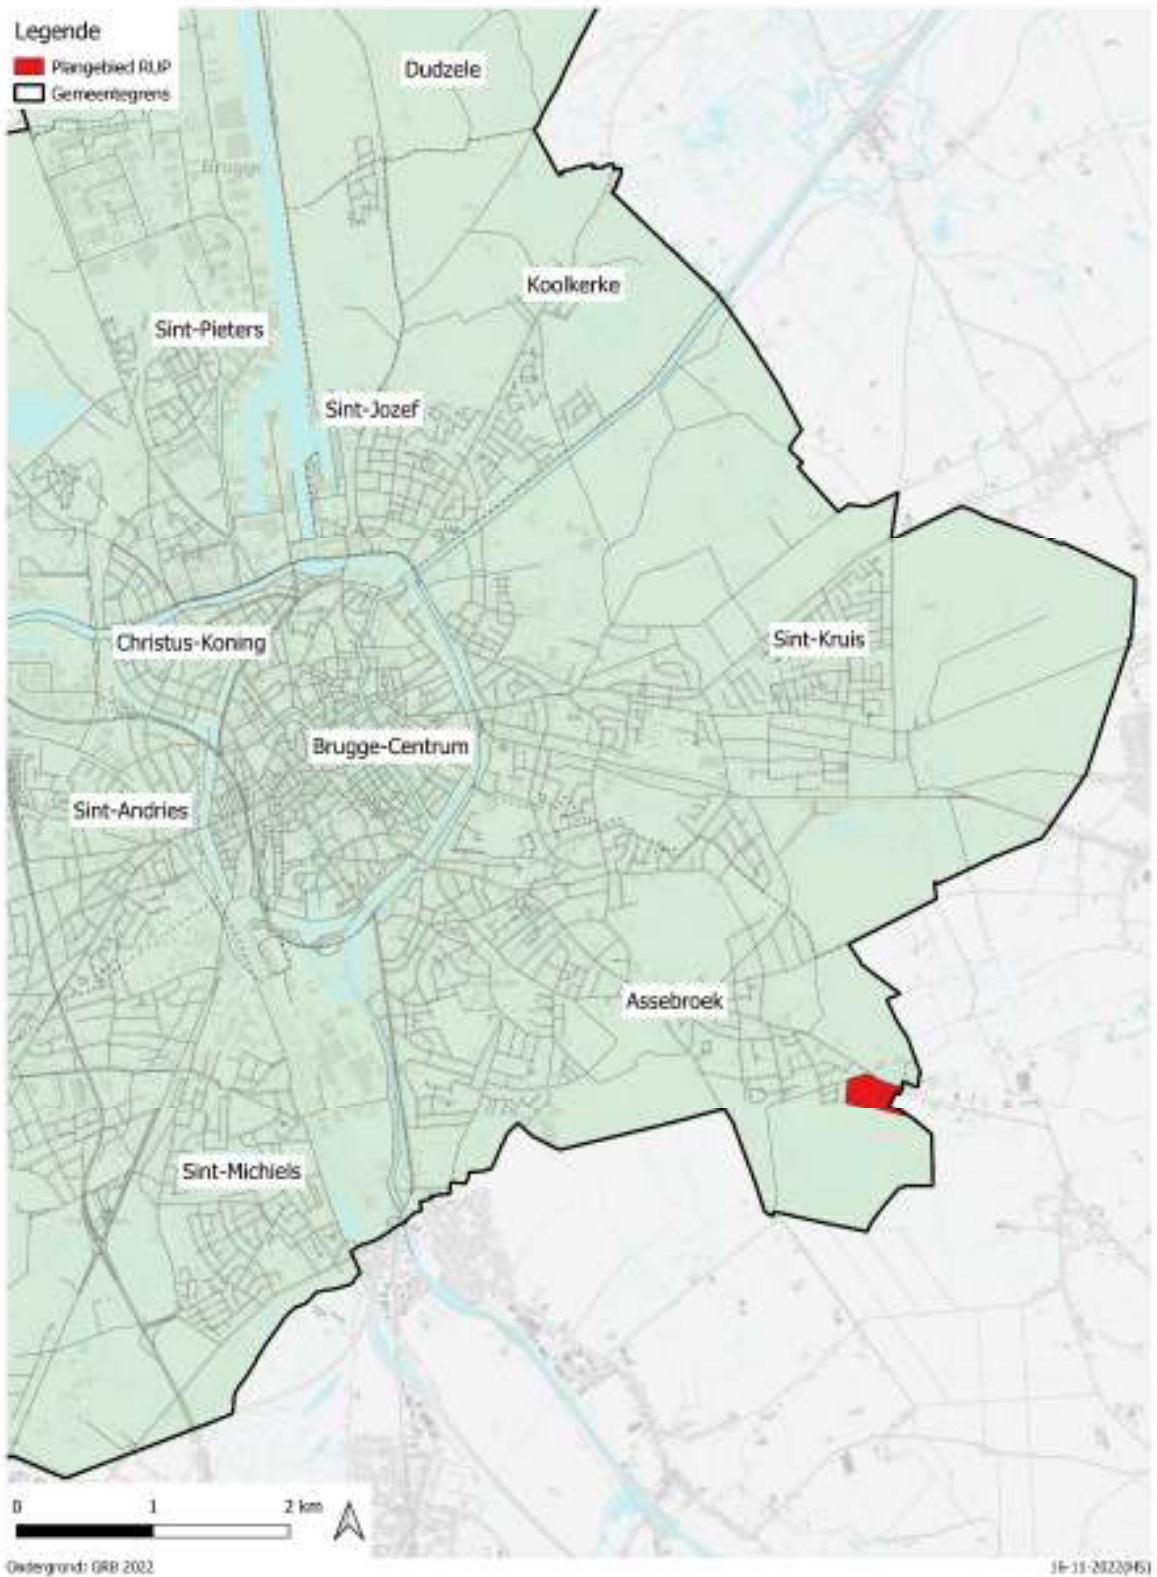 Legende
Plangebied RUP
Gemeentegrens
Dudzele
Brugge
Koolkerke
Sint-Pieters
Sint-Jozef
Christus-Koning
Sint-Kruis
Brugge-Centrum
Sint-Andries
Assebroek
Sint-Michiels
0 1 2 km
Ondergrond: GRB 2022
16-11-2022(MS)